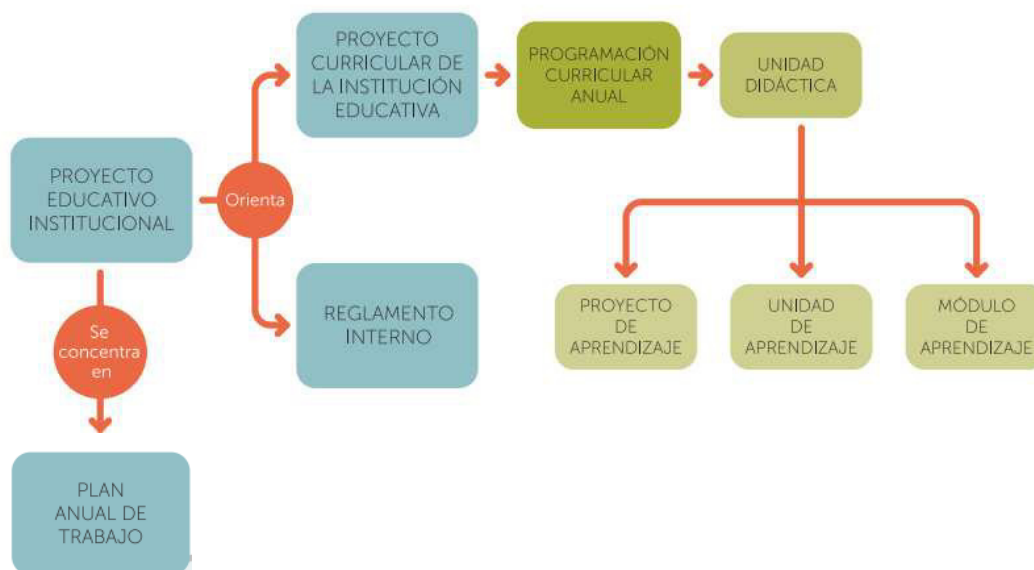 PROYECTO
CURRICULAR DE
LA INSTITUCIÓN
EDUCATIVA
PROGRAMACIÓN
CURRICULAR
ANUAL
UNIDAD
DIDÁCTICA
PROYECTO
EDUCATIVO
INSTITUCIONAL
Orienta
REGLAMENTO
INTERNO
PROYECTO
DE
APRENDIZAJE
UNIDAD
DE
APRENDIZAJE
MÓDULO
DE
APRENDIZAJE
Se
concentra
en
PLAN
ANUAL DE
TRABAJO